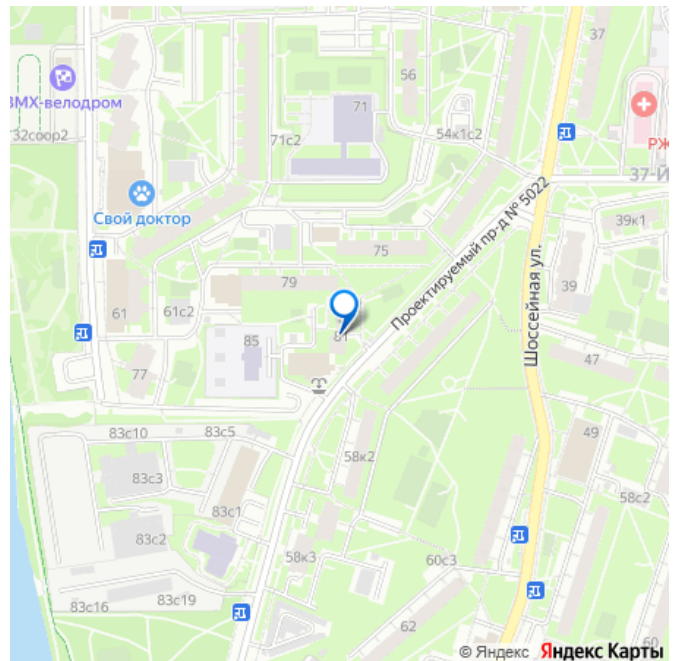 37
56
71
ВМХ-велодром
32соор2
71с2
54к1с2
РЖ
37-Й
Свой доктор
39к1
Проектируемый пр-д № 5022
75
Шоссейная ул.
79
39
61
61с2
81
85
47
77
83с10
83с5
49
58к2
83с3
58с2
83с1
83с2
58к3
60с3
83с16
83с19
62
60
© Яндекс Яндекс Карты